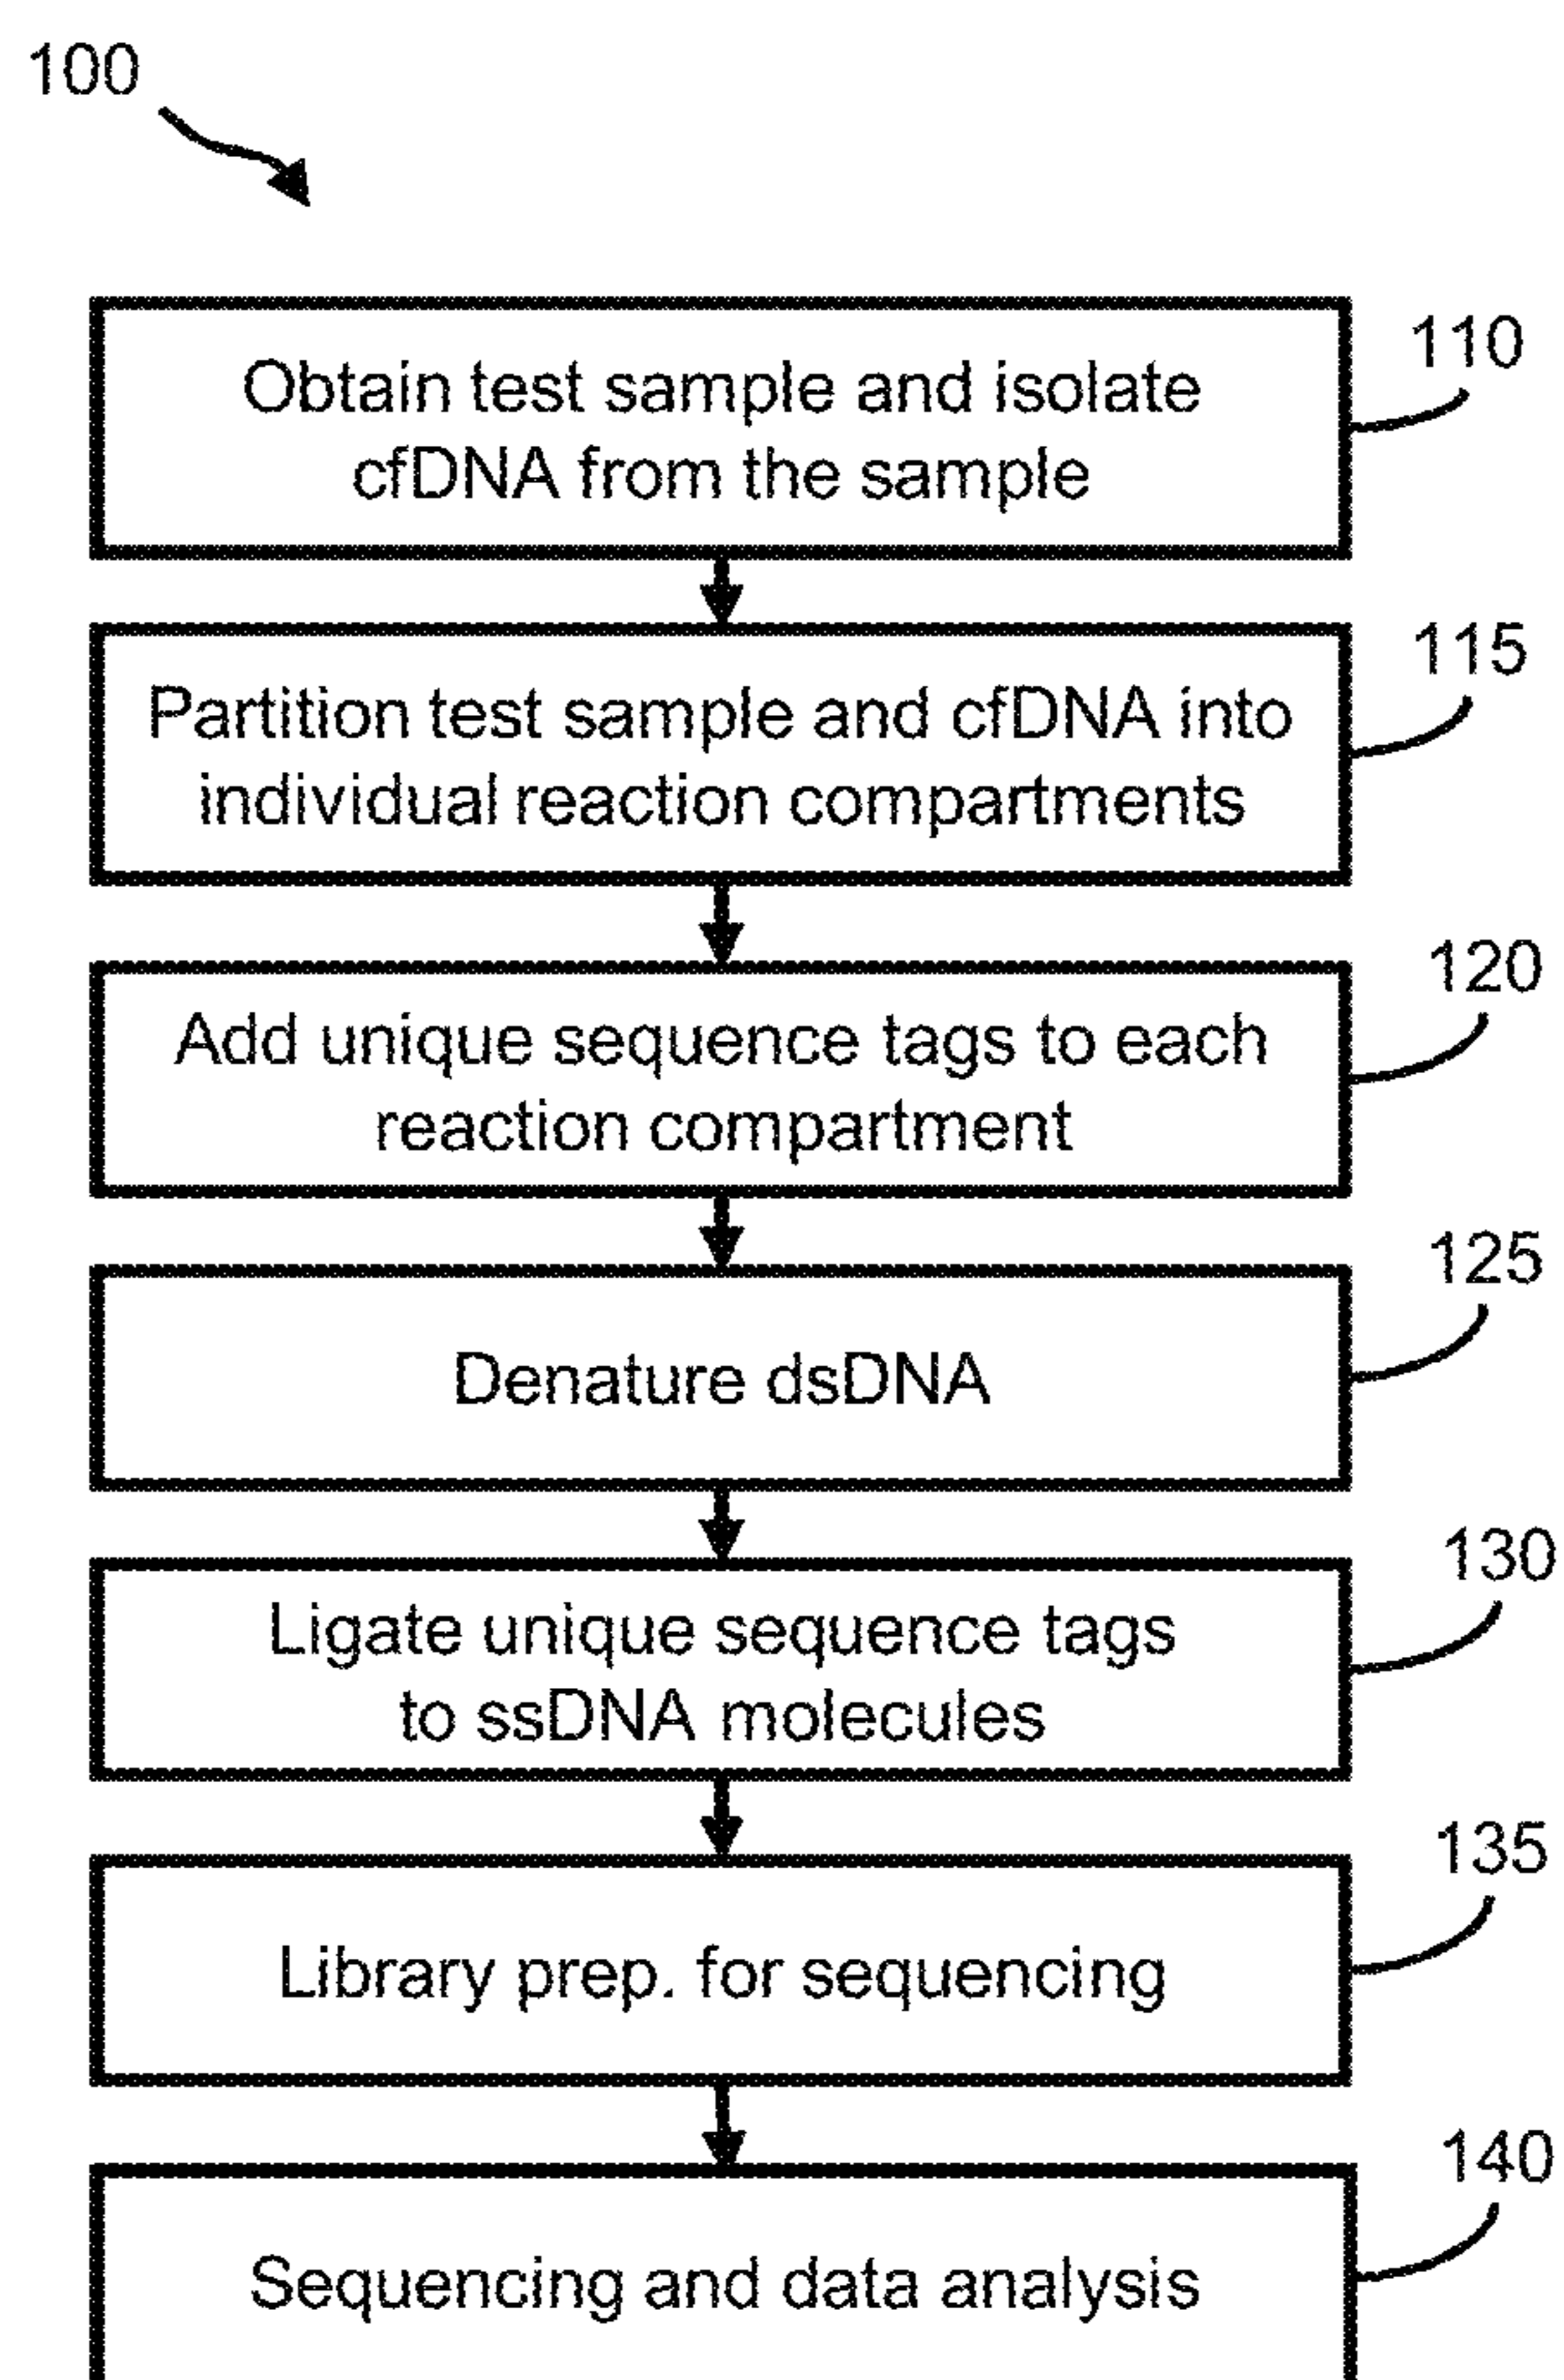 100
Obtain test sample and isolate
cfDNA from the sample
110
Partition test sample and cfDNA into
individual reaction compartments
115
Add unique sequence tags to each
reaction compartment
120
Denature dsDNA
125
Ligate unique sequence tags
to ssDNA molecules
130
Library prep. for sequencing
135
Sequencing and data analysis
140